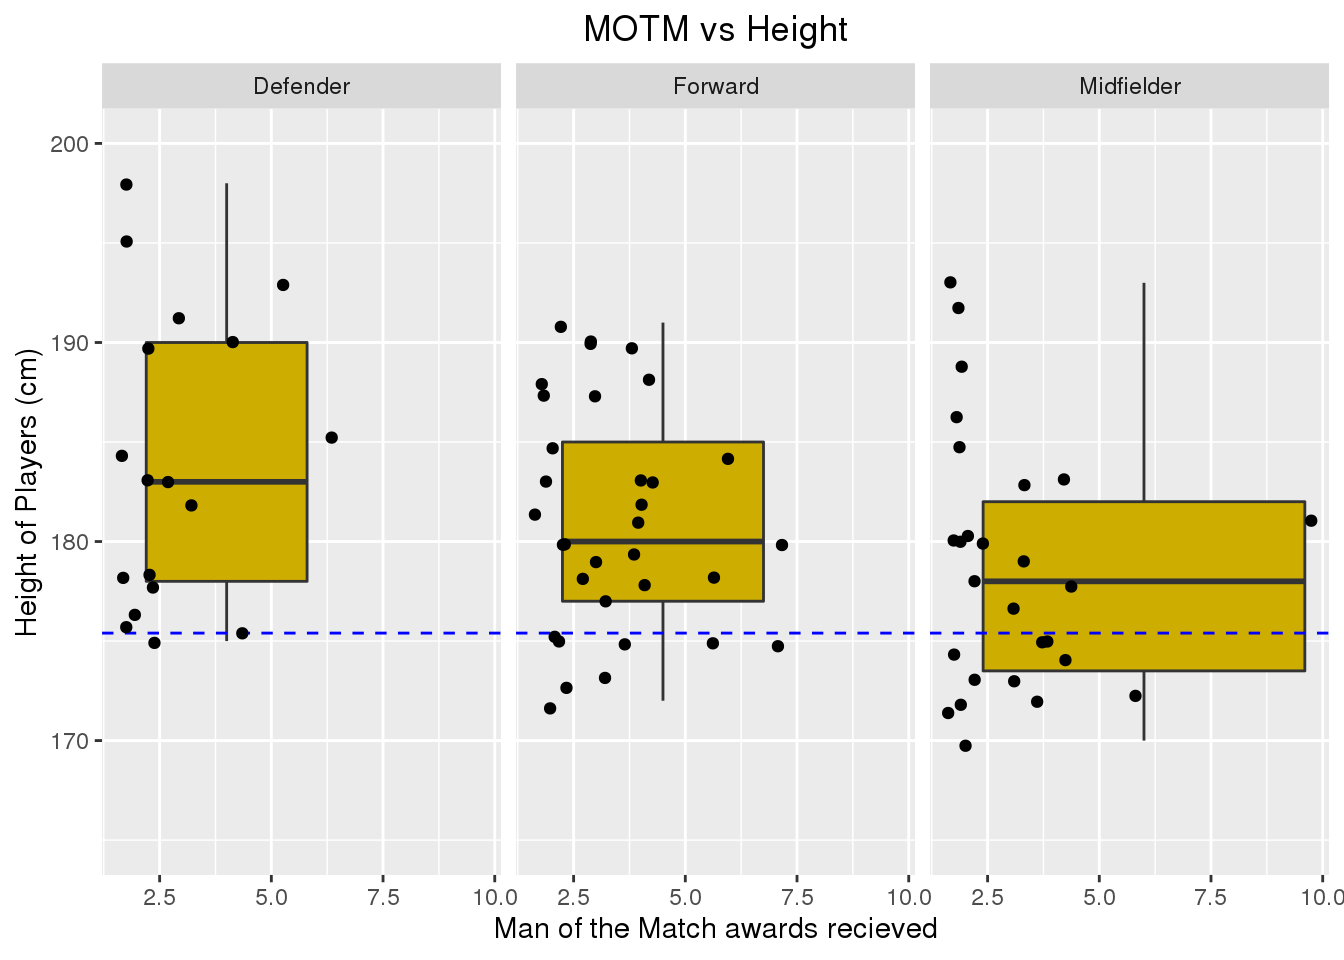 MOTM vs Height
Defender Forward Midfielder
200
190
180
170
Height of Players (cm)
2.5 5.0 7.5 10.0 2.5 5.0 7.5 10.0 2.5 5.0 7.5 10.0
Man of the Match awards recieved